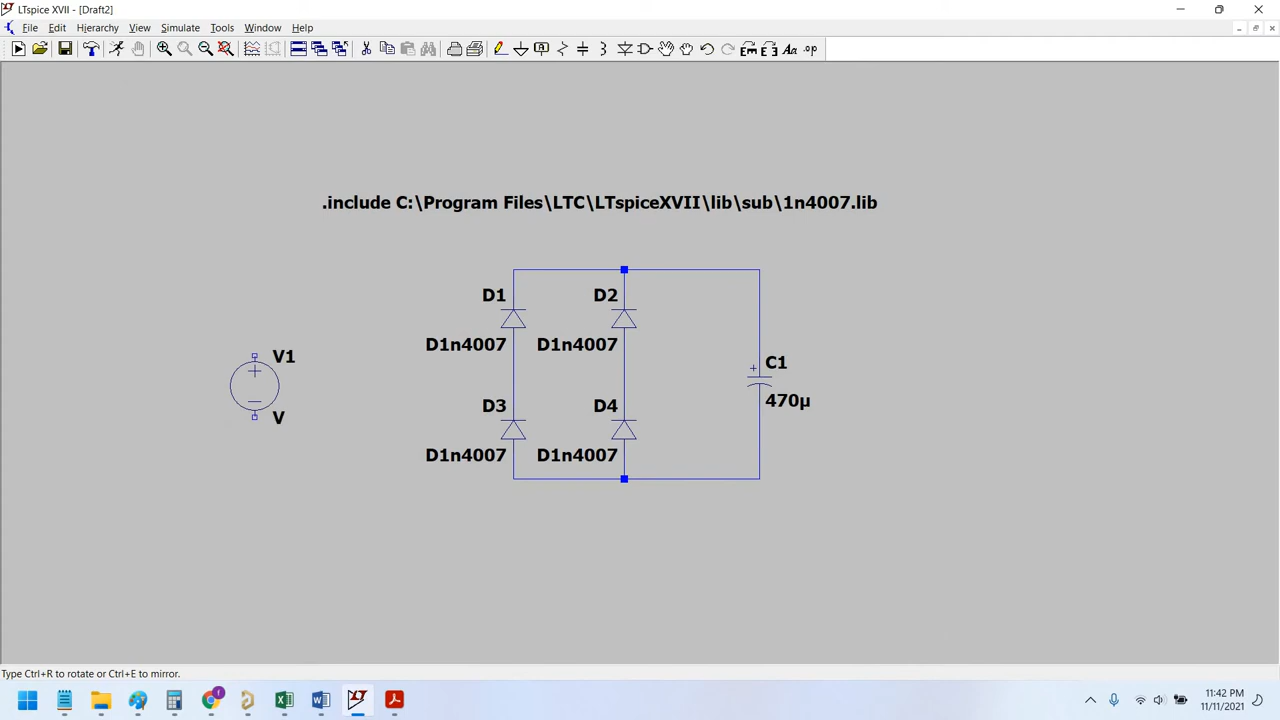 LTspice XVII - [Draft2]
File Edit Hierarchy View Simulate Tools Window Help
.include C:\Program Files\LTC\LTspiceXVII\lib\sub\1n4007.lib
D1 D2
D1n4007 D1n4007
V1
V
C1
470µ
D3 D4
D1n4007 D1n4007
Type Ctrl+R to rotate or Ctrl+E to mirror.
11:42 PM
11/11/2021